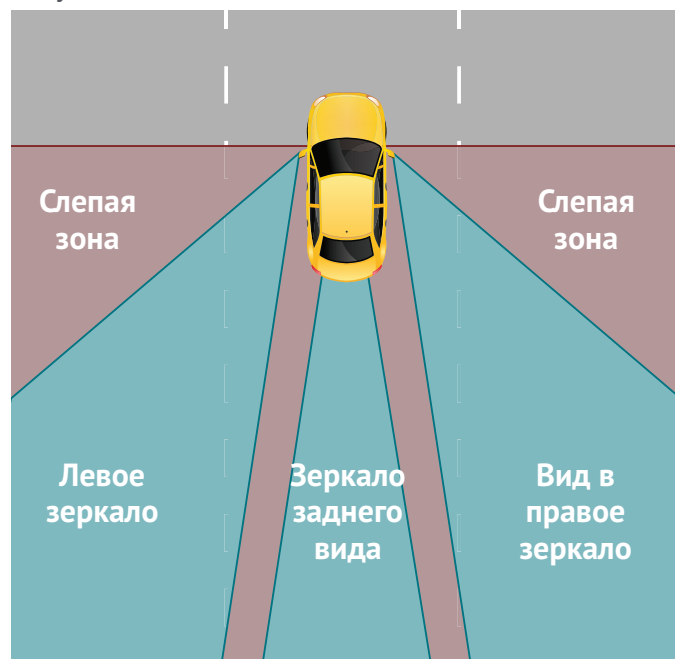 Слепая
зона
Слепая
зона
Левое
зеркало
Зеркало
заднего
вида
Вид в
правое
зеркало